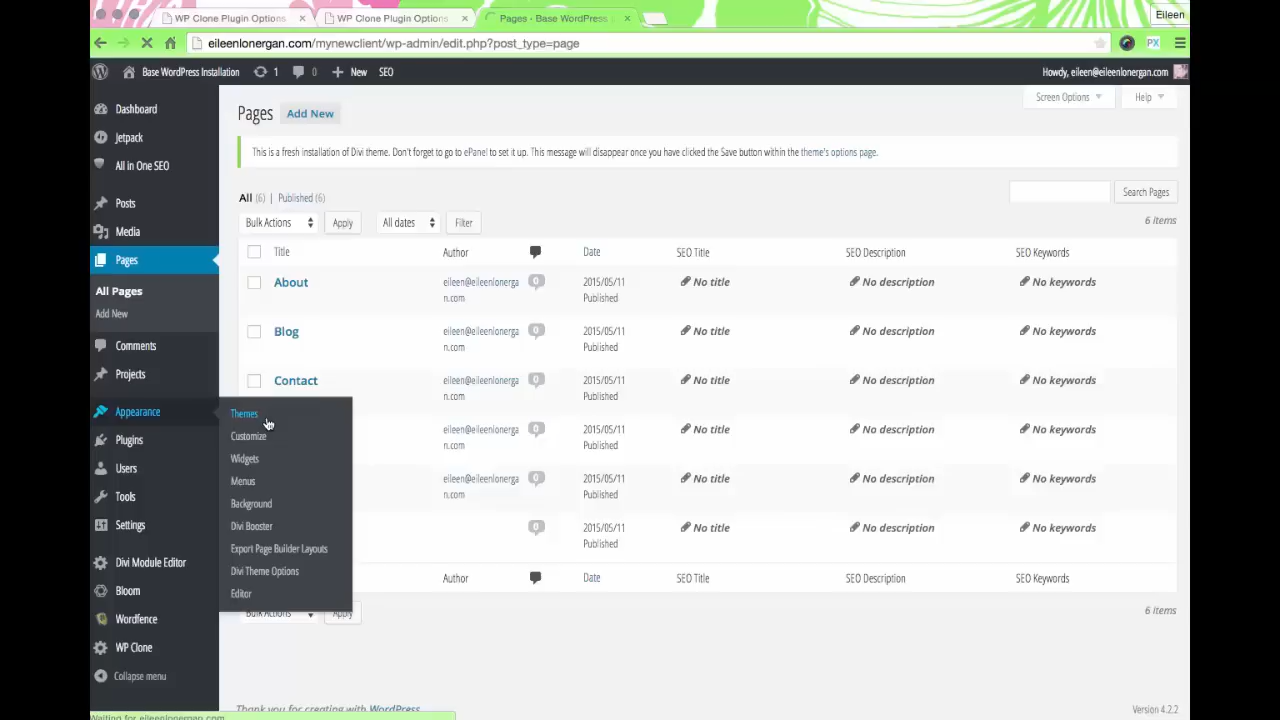 WP Clone Plugin Options
WP Clone Plugin Options
Pages - Base WordPress
Eileen
eileenlonergan.com/mynewclient/wp-admin/edit.php?post_type=page
PX
Base WordPress Installation
1
0
New
SEO
Howdy, eileen@eileenlonergan.com
Dashboard
Jetpack
All in One SEO
Posts
Media
Pages
All Pages
Add New
Comments
Projects
Appearance
Plugins
Users
Tools
Settings
Divi Module Editor
Bloom
Wordfence
WP Clone
Collapse menu
Themes
Customize
Widgets
Menus
Background
Divi Booster
Export Page Builder Layouts
Divi Theme Options
Editor
Pages
Add New
Screen Options
Help
This is a fresh installation of Divi theme. Don't forget to go to ePanel to set it up. This message will disappear once you have clicked the Save button within the theme's options page.
All (6) | Published (6)
Search Pages
Bulk Actions
Apply
All dates
Filter
6 items
Title
Author
Date
SEO Title
SEO Description
SEO Keywords
About
eileen@eileenlonerga
n.com
0
2015/05/11
Published
No title
No description
No keywords
Blog
eileen@eileenlonerga
n.com
0
2015/05/11
Published
No title
No description
No keywords
Contact
eileen@eileenlonerga
n.com
0
2015/05/11
Published
No title
No description
No keywords
eileen@eileenlonerga
n.com
0
2015/05/11
Published
No title
No description
No keywords
eileen@eileenlonerga
n.com
0
2015/05/11
Published
No title
No description
No keywords
0
2015/05/11
Published
No title
No description
No keywords
Author
Date
SEO Title
SEO Description
SEO Keywords
Bulk Actions
Apply
6 items
Thank you for creating with WordPress.
Version 4.2.2
Waiting for eileenlonergan.com